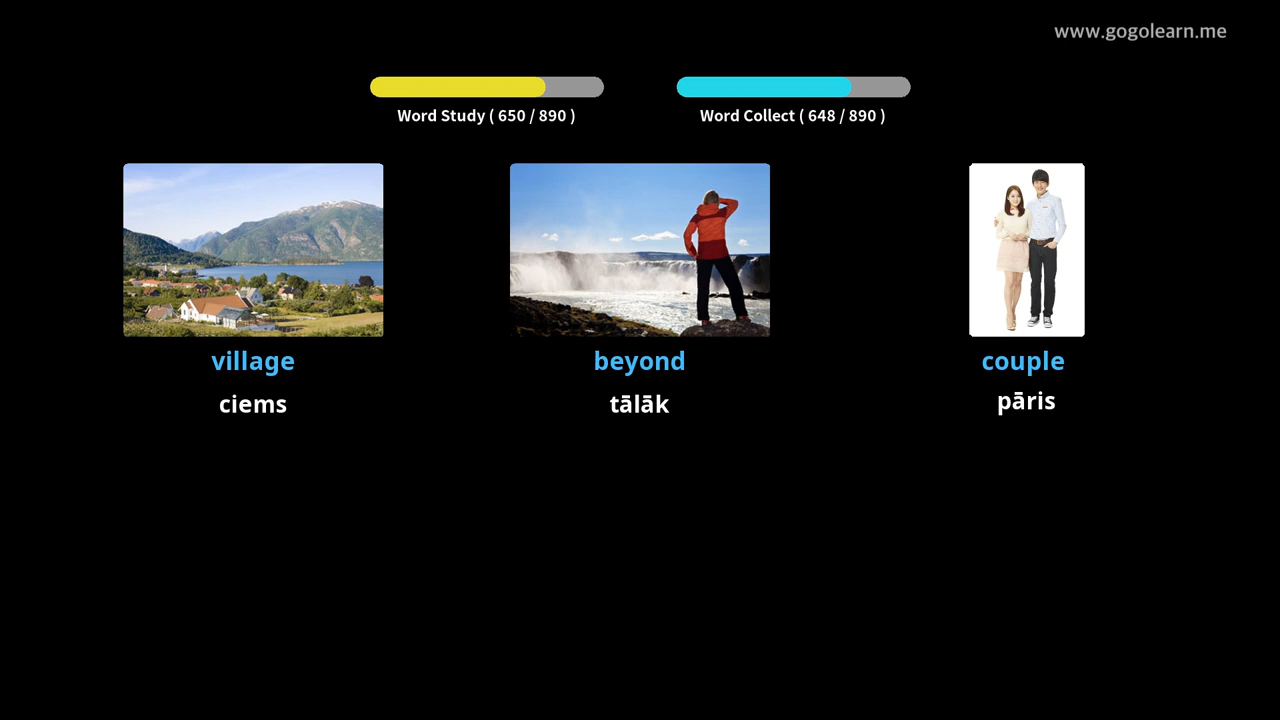 www.gogolearn.me
Word Study ( 650 / 890 )
Word Collect ( 648 / 890 )
village
beyond
couple
ciems
tālāk
pāris